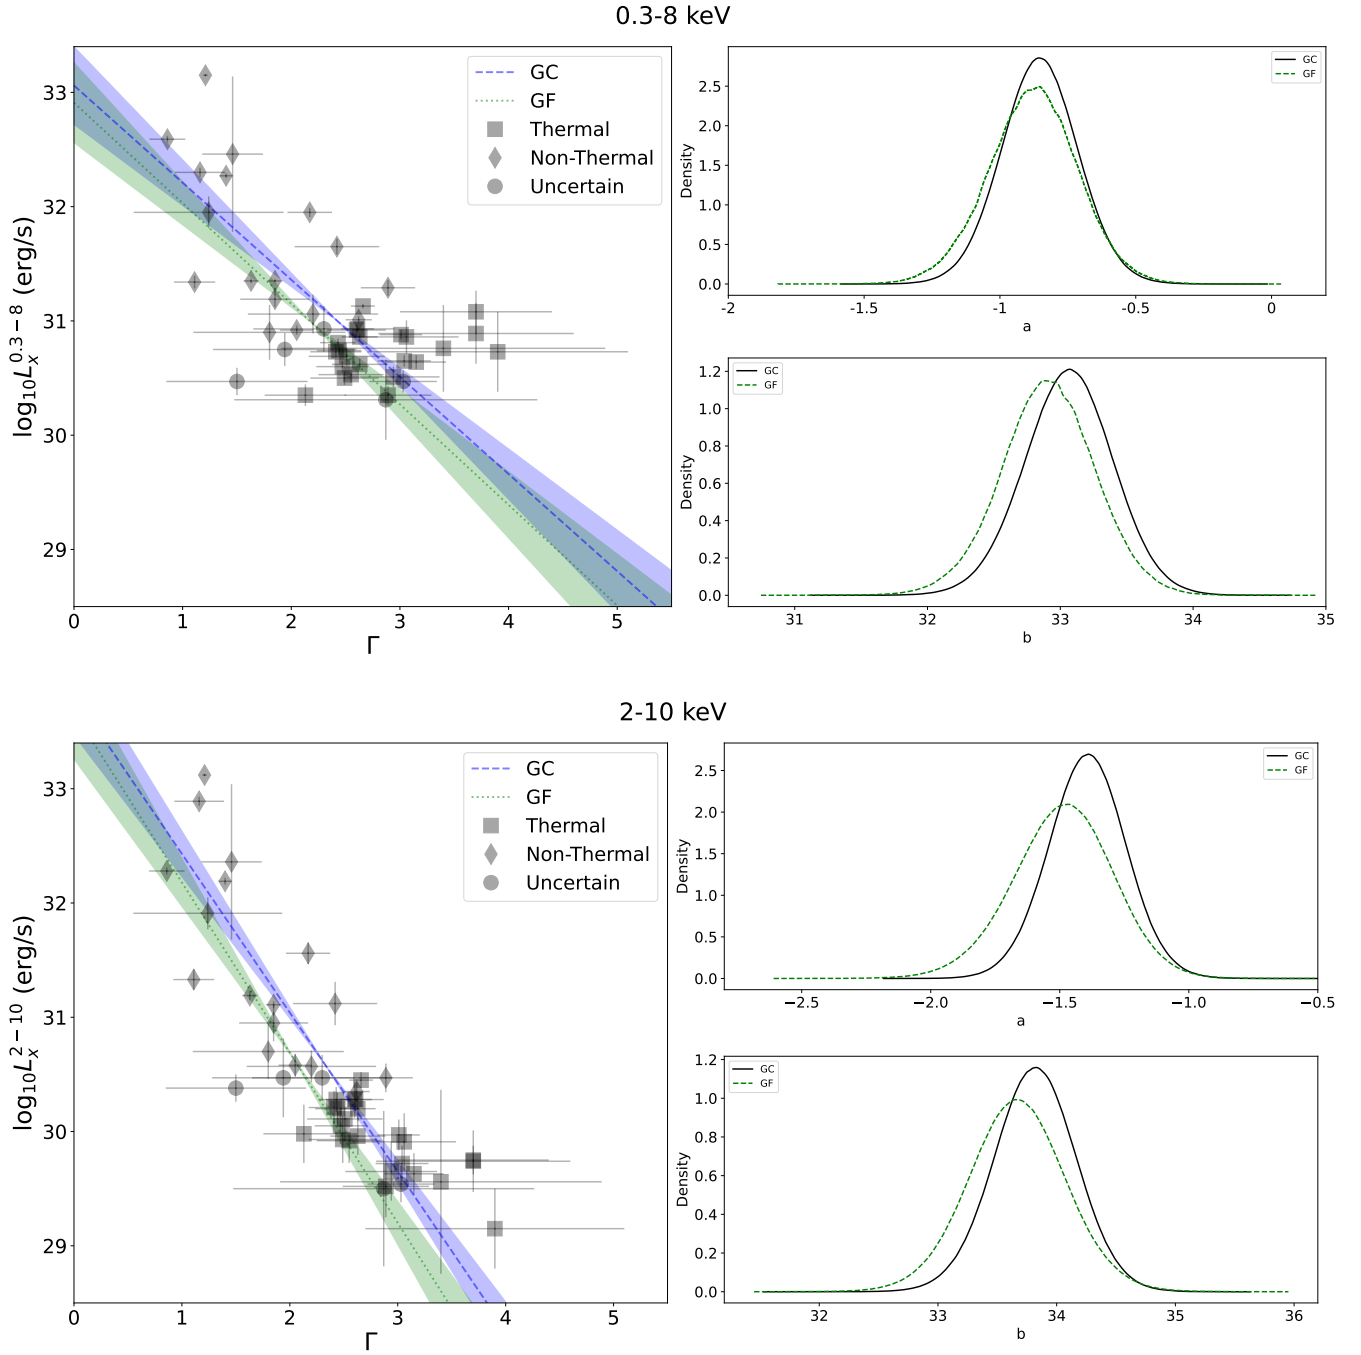 0.3-8 keV
GC
GF
Thermal
Non-Thermal
Uncertain
33
32
31
30
29
log₁₀Lₓ^0.3−8 (erg/s)
0 1 2 3 4 5
Γ
GC
GF
2.5
2.0
1.5
1.0
0.5
0.0
Density
-2 -1.5 -1 -0.5 0
a
GC
GF
1.2
1.0
0.8
0.6
0.4
0.2
0.0
Density
31 32 33 34 35
b
2-10 keV
GC
GF
Thermal
Non-Thermal
Uncertain
33
32
31
30
29
log₁₀Lₓ^2−10 (erg/s)
0 1 2 3 4 5
Γ
GC
GF
2.5
2.0
1.5
1.0
0.5
0.0
Density
−2.5 −2.0 −1.5 −1.0 −0.5
a
GC
GF
1.2
1.0
0.8
0.6
0.4
0.2
0.0
Density
32 33 34 35 36
b